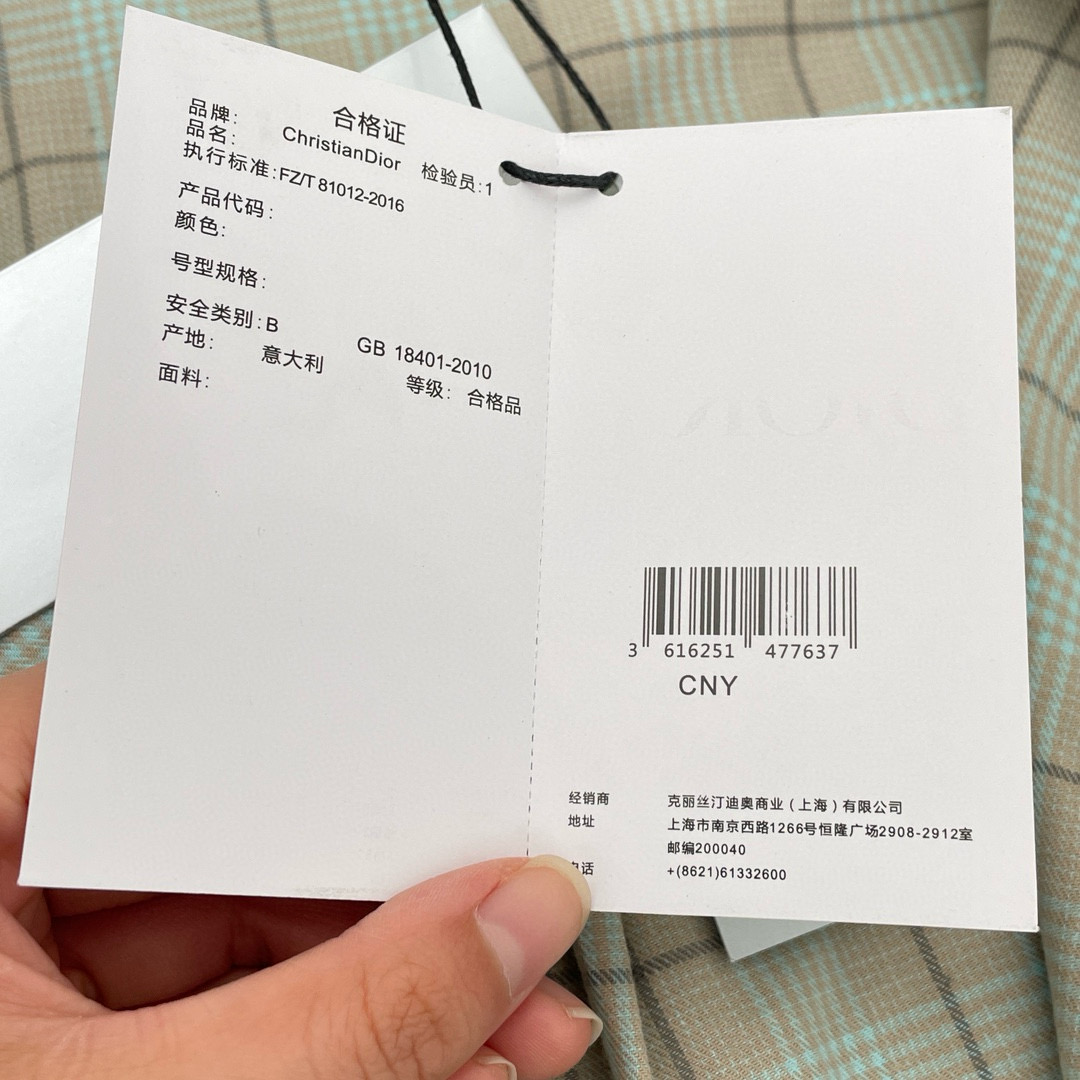 合格证
品牌: ChristianDior 检验员:1
品名:
执行标准:FZ/T 81012-2016
产品代码:
颜色:
号型规格:
安全类别:B GB 18401-2010
产地: 意大利 等级: 合格品
面料:
3 616251 477637
CNY
经销商 克丽丝汀迪奥商业(上海)有限公司
地址 上海市南京西路1266号恒隆广场2908-2912室
邮编200040
电话 +(8621)61332600